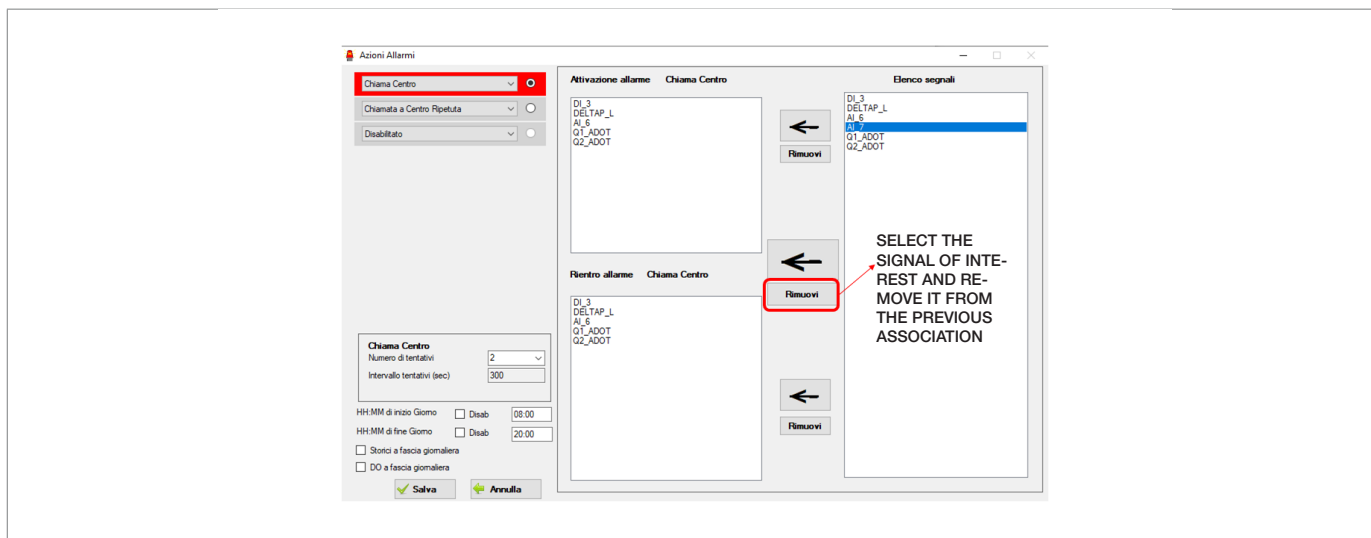 Azioni Allarmi
Chiama Centro
Chiamata a Centro Ripetuta
Disabilitato
Chiama Centro
Numero di tentativi 2
Intervallo tentativi (sec) 300
HH:MM di inizio Giorno Disab 08:00
HH:MM di fine Giorno Disab 20:00
Storici a fascia giornaliera
DO a fascia giornaliera
Salva Annulla
Attivazione allarme Chiama Centro
DI_3
DELTAP_L
AI_6
Q1_ADOT
Q2_ADOT
Rientro allarme Chiama Centro
DI_3
DELTAP_L
AI_6
Q1_ADOT
Q2_ADOT
Rimuovi
Rimuovi
Rimuovi
Elenco segnali
DI_3
DELTAP_L
AI_6
AI_7
Q1_ADOT
Q2_ADOT
SELECT THE
SIGNAL OF INTE-
REST AND RE-
MOVE IT FROM
THE PREVIOUS
ASSOCIATION